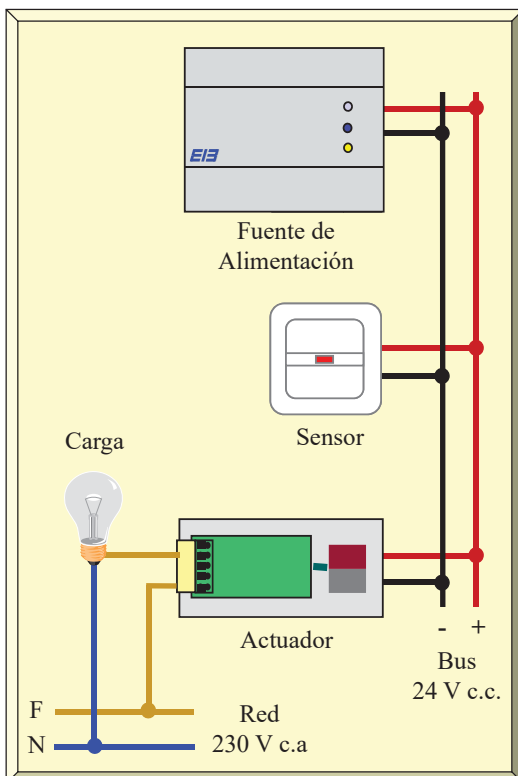 EIB
Fuente de
Alimentación
Sensor
Carga
Actuador
- +
Bus
24 V c.c.
F
Red
N
230 V c.a